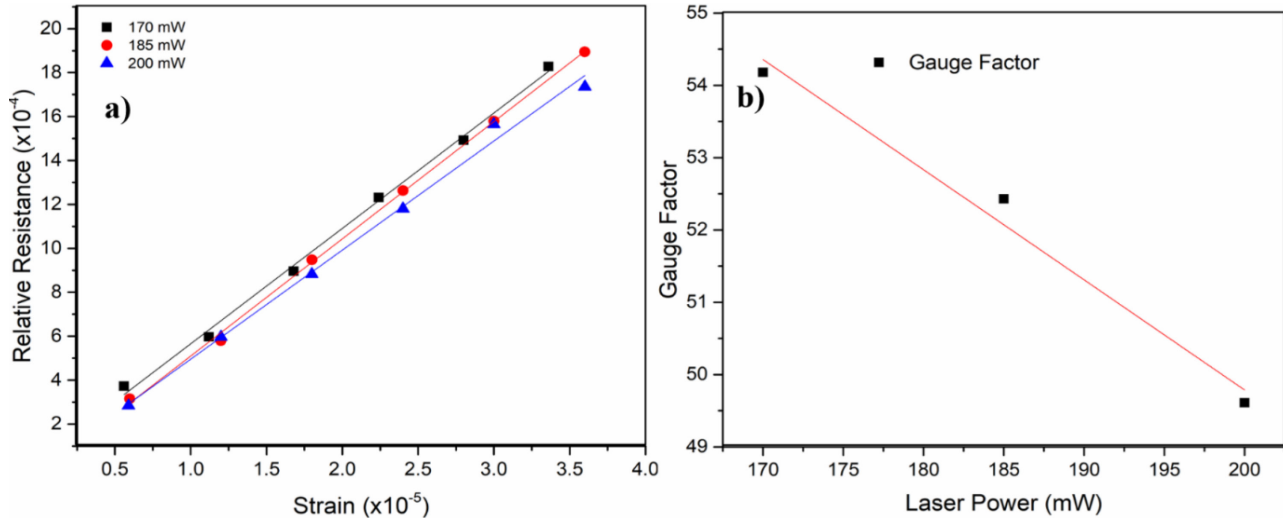 170 mW
185 mW
200 mW
a)
20
18
16
14
12
10
8
6
4
2
Relative Resistance (x10⁻⁴)
0.5 1.0 1.5 2.0 2.5 3.0 3.5 4.0
Strain (x10⁻⁵)
b)
Gauge Factor
54
53
52
51
50
49
Gauge Factor
170 175 180 185 190 195 200
Laser Power (mW)